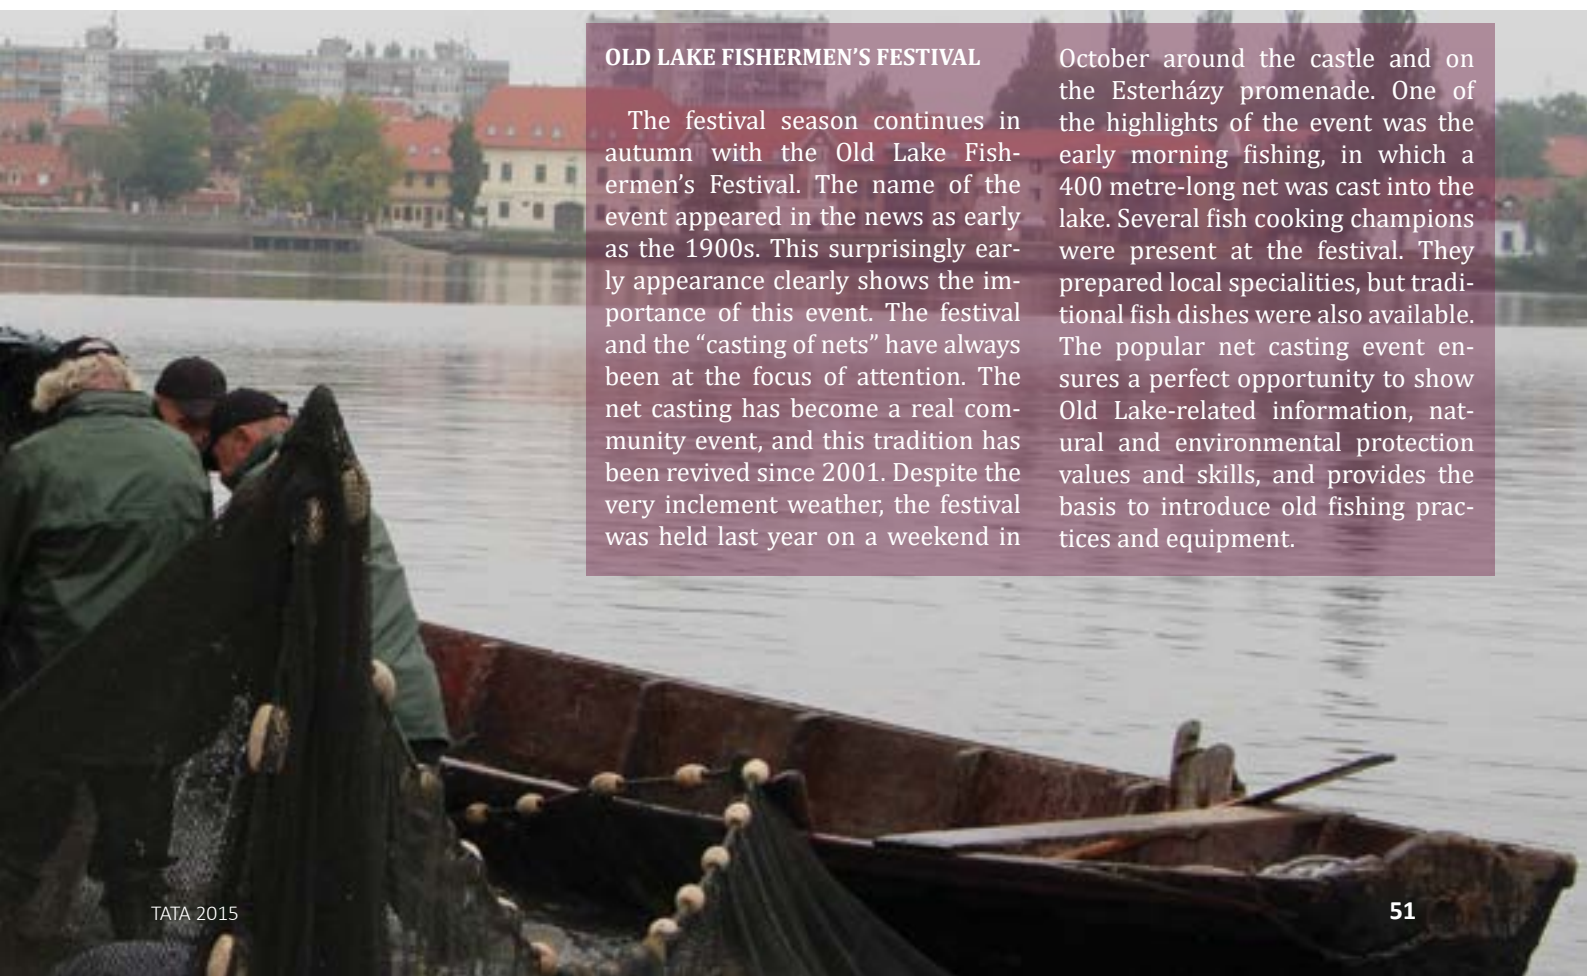 OLD LAKE FISHERMEN'S FESTIVAL
The festival season continues in
autumn with the Old Lake Fish-
ermen's Festival. The name of the
event appeared in the news as early
as the 1900s. This surprisingly ear-
ly appearance clearly shows the im-
portance of this event. The festival
and the “casting of nets” have always
been at the focus of attention. The
net casting has become a real com-
munity event, and this tradition has
been revived since 2001. Despite the
very inclement weather, the festival
was held last year on a weekend in
October around the castle and on
the Esterházy promenade. One of
the highlights of the event was the
early morning fishing, in which a
400 metre-long net was cast into the
lake. Several fish cooking champions
were present at the festival. They
prepared local specialities, but tradi-
tional fish dishes were also available.
The popular net casting event en-
sures a perfect opportunity to show
Old Lake-related information, nat-
ural and environmental protection
values and skills, and provides the
basis to introduce old fishing prac-
tices and equipment.
TATA 2015
51